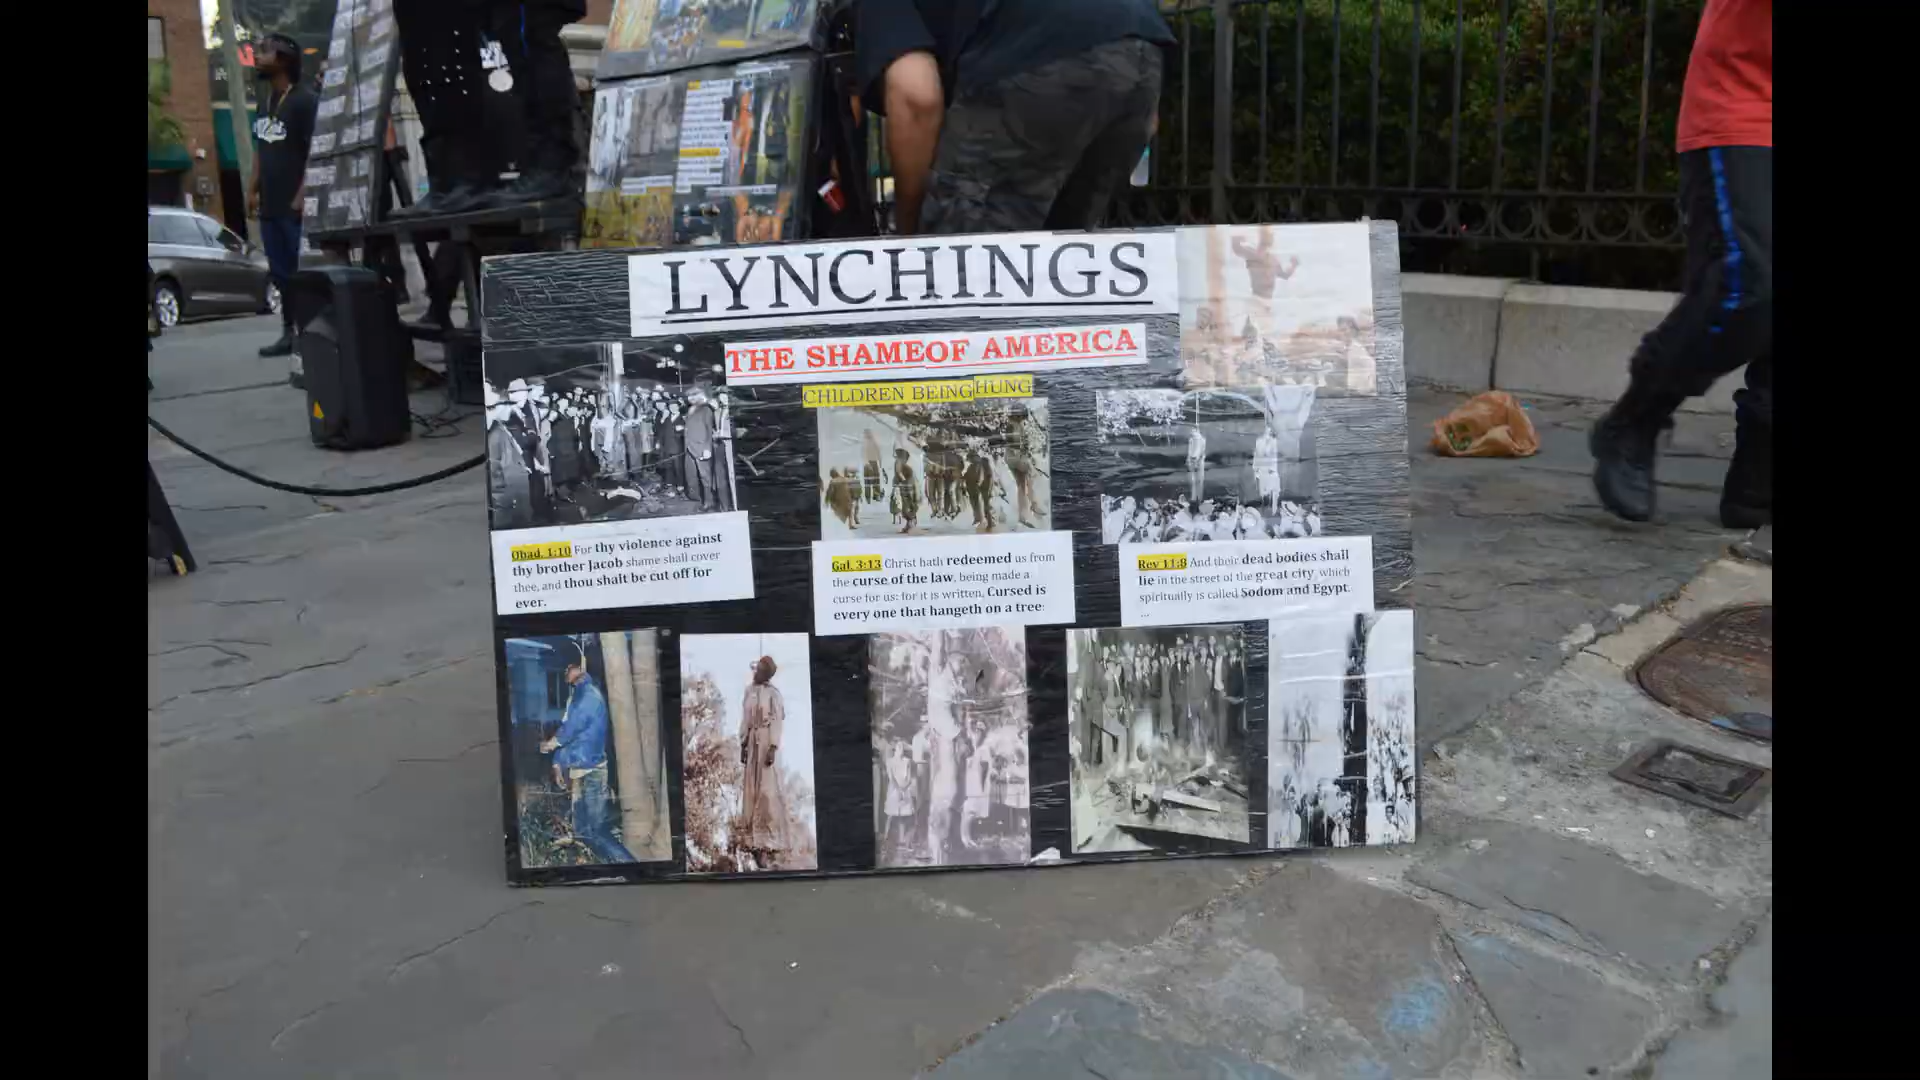 LYNCHINGS
THE SHAMEOF AMERICA
CHILDREN BEING HUNG
Obad. 1:10 For thy violence against
thy brother Jacob shame shall cover
thee, and thou shalt be cut off for
ever.
Gal. 3:13 Christ hath redeemed us from
the curse of the law, being made a
curse for us: for it is written, Cursed is
every one that hangeth on a tree:
Rev 11:8 And their dead bodies shall
lie in the street of the great city, which
spiritually is called Sodom and Egypt,
...